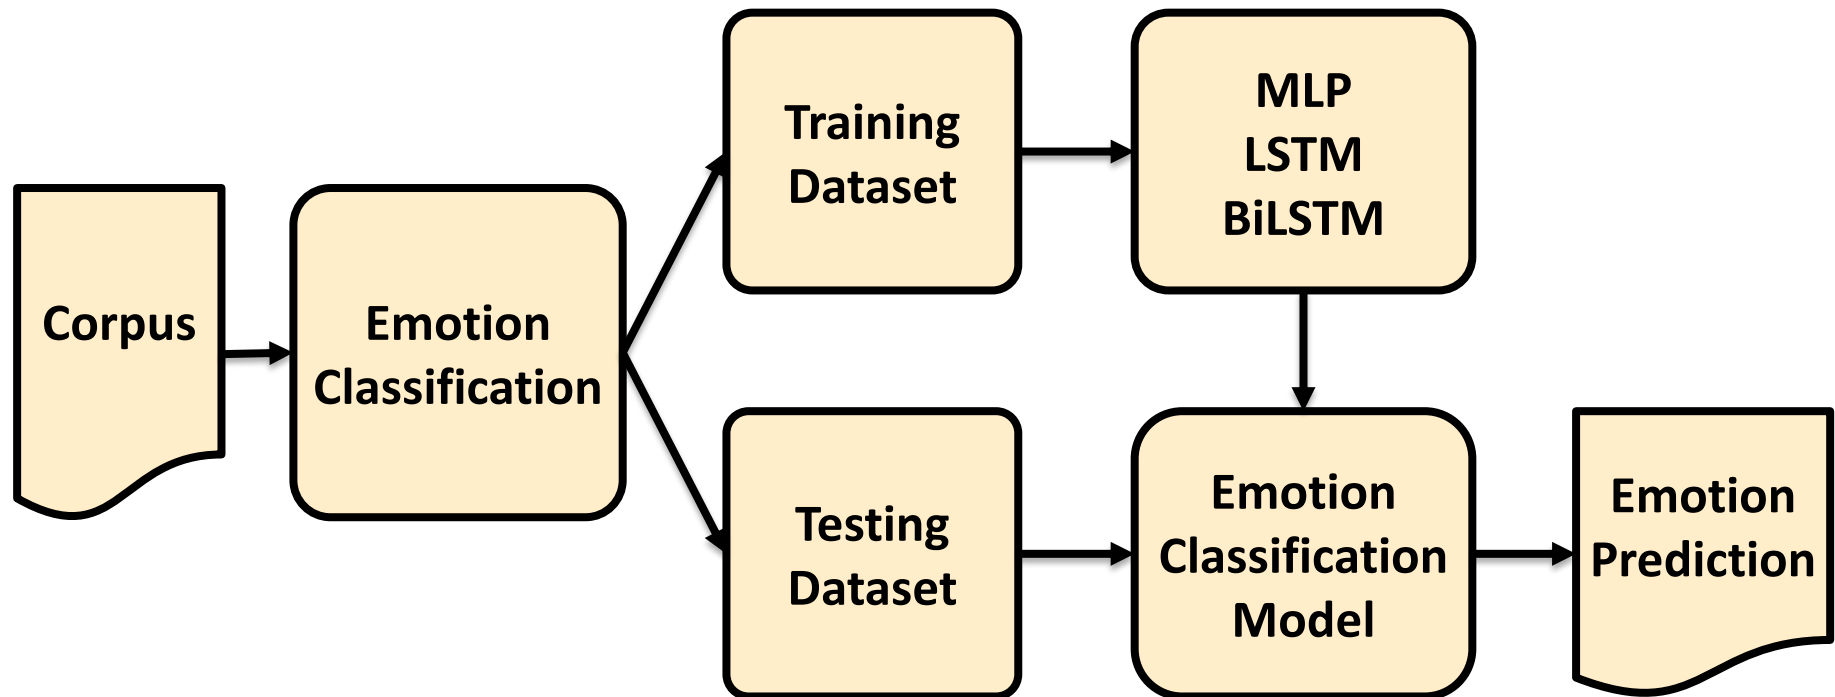 Corpus
Emotion
Classification
Training
Dataset
MLP
LSTM
BiLSTM
Testing
Dataset
Emotion
Classification
Model
Emotion
Prediction